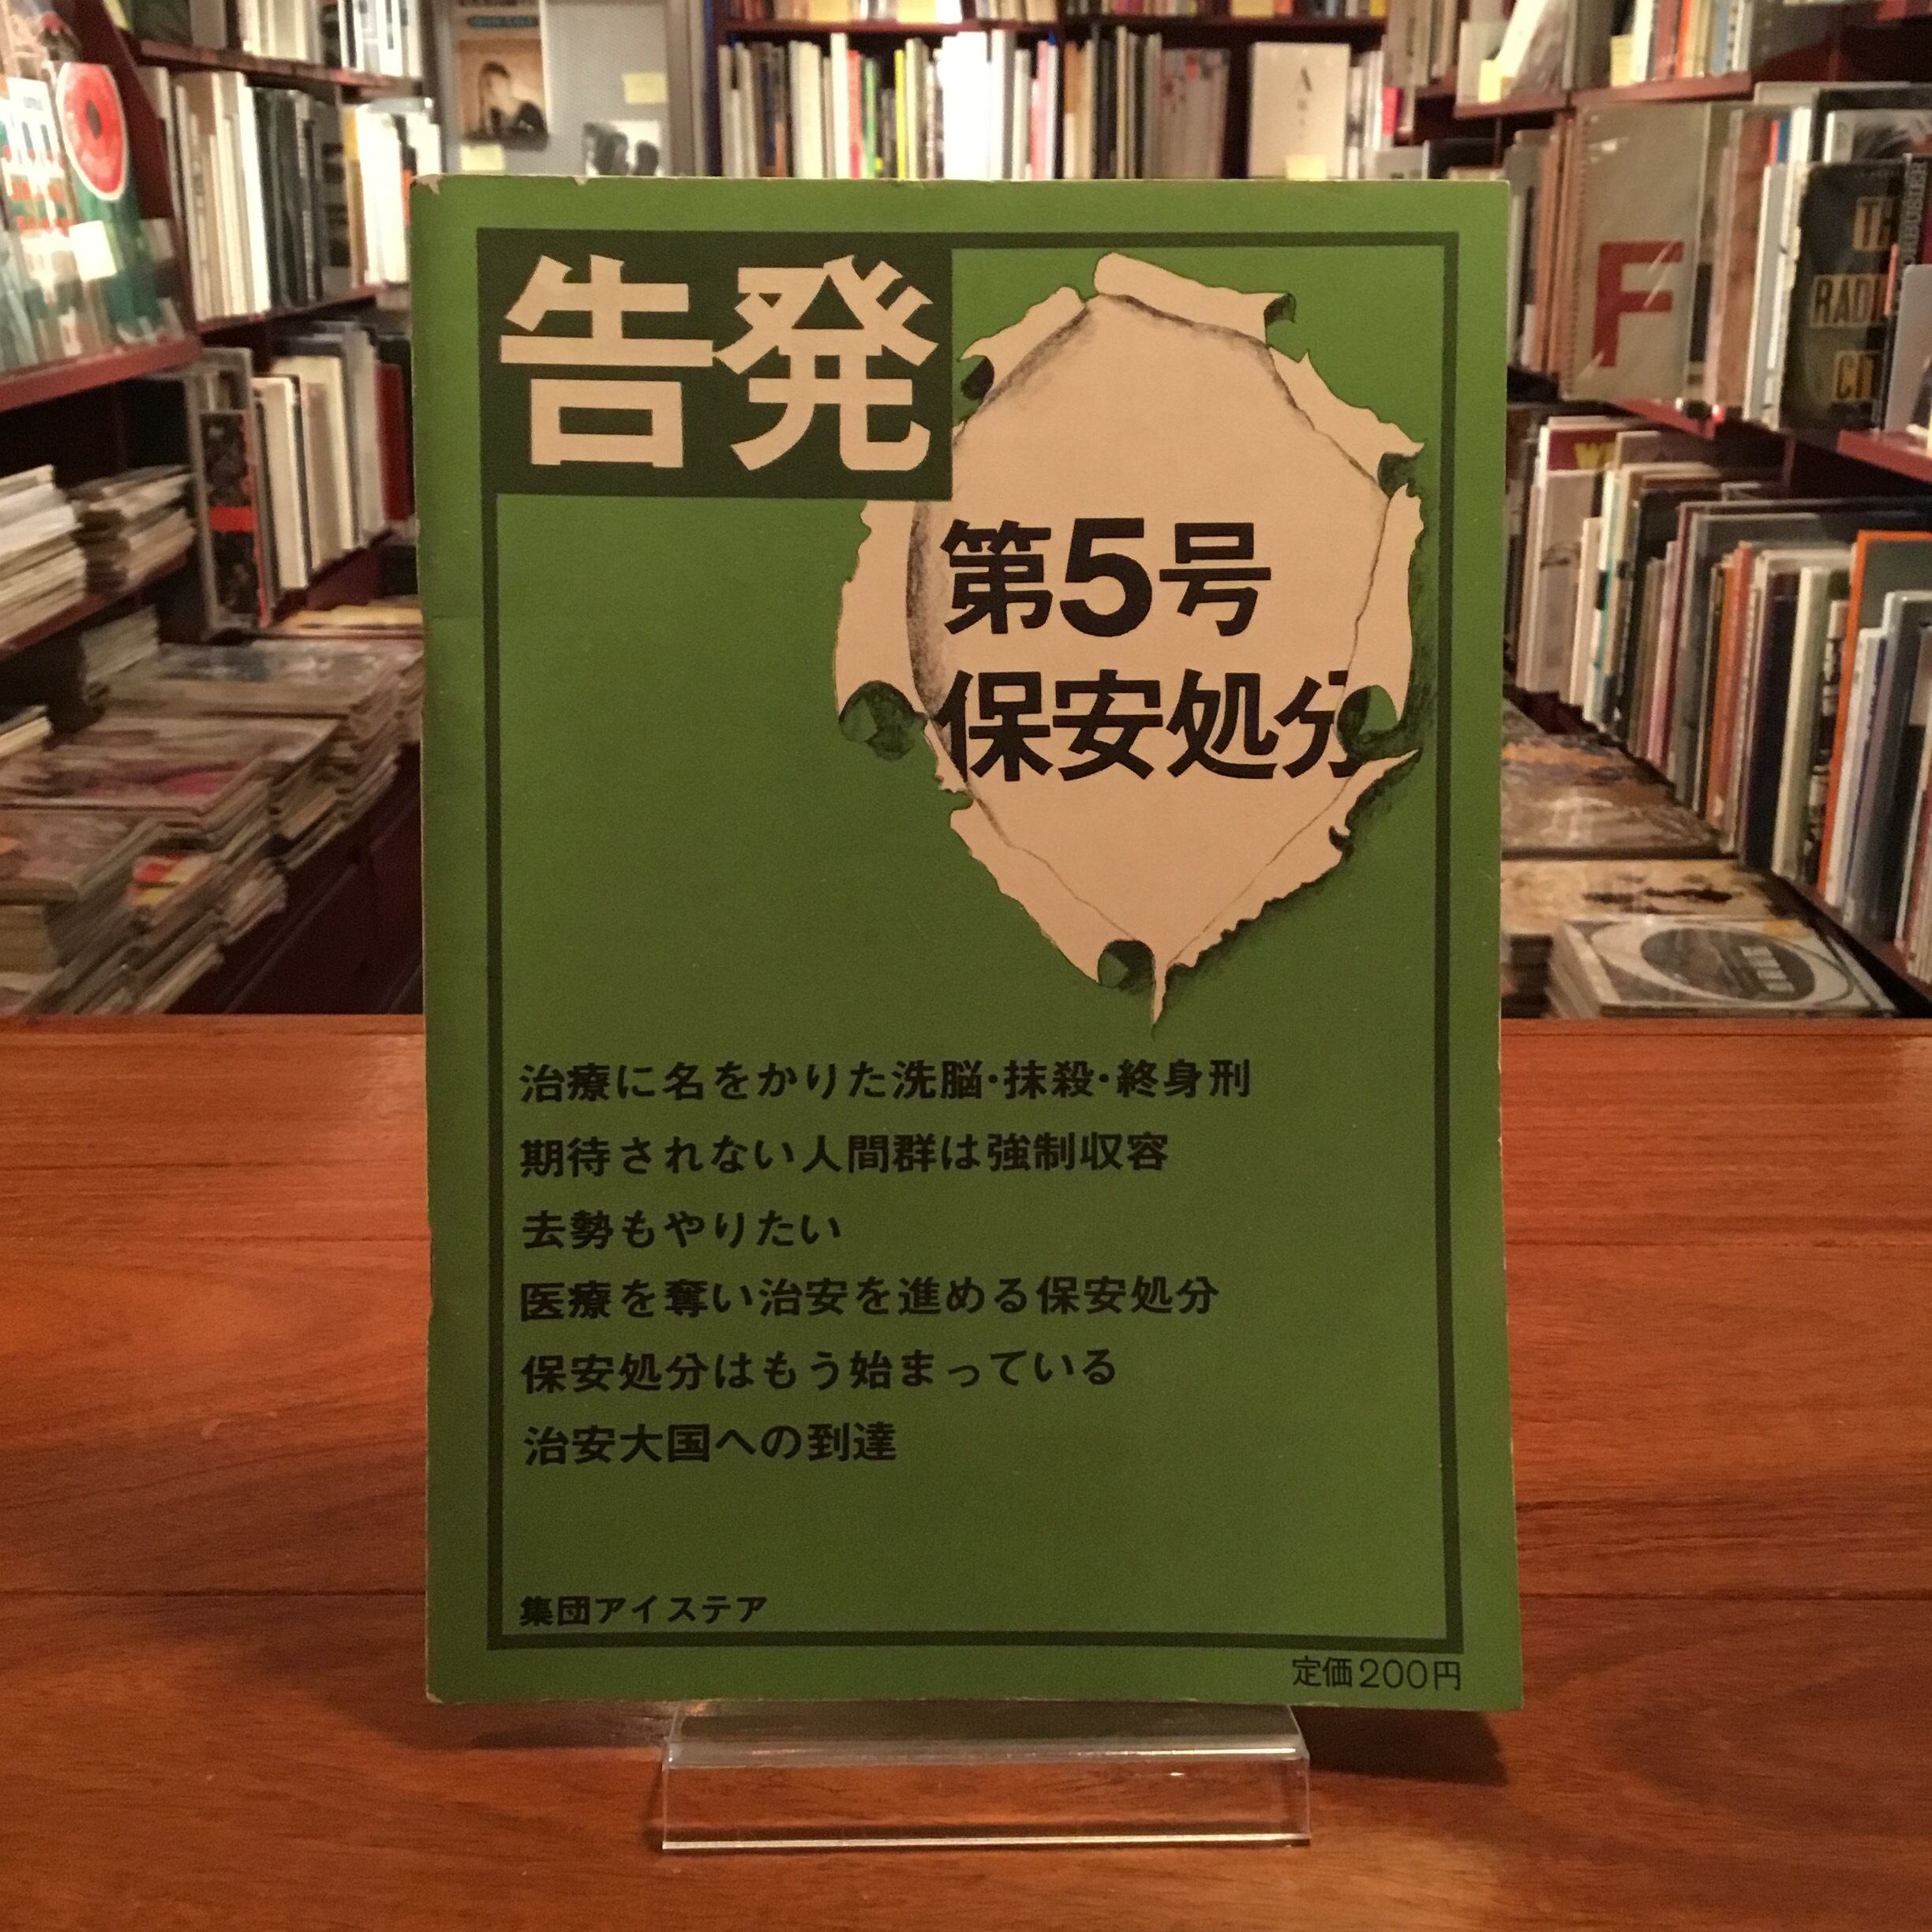 告発
第5号
保安処分
治療に名をかりた洗脳・抹殺・終身刑
期待されない人間群は強制収容
去勢もやりたい
医療を奪い治安を進める保安処分
保安処分はもう始まっている
治安大国への到達
集団アイステア
定価200円
F